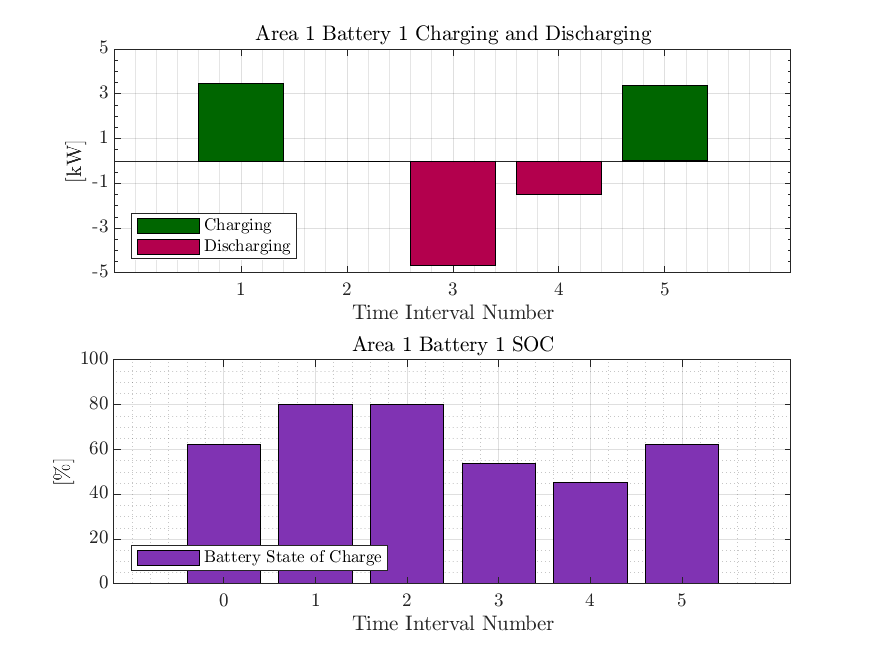 Area 1 Battery 1 Charging and Discharging
5
3
1
-1
-3
-5
[kW]
Charging
Discharging
1 2 3 4 5
Time Interval Number
Area 1 Battery 1 SOC
100
80
60
40
20
0
[%]
Battery State of Charge
0 1 2 3 4 5
Time Interval Number